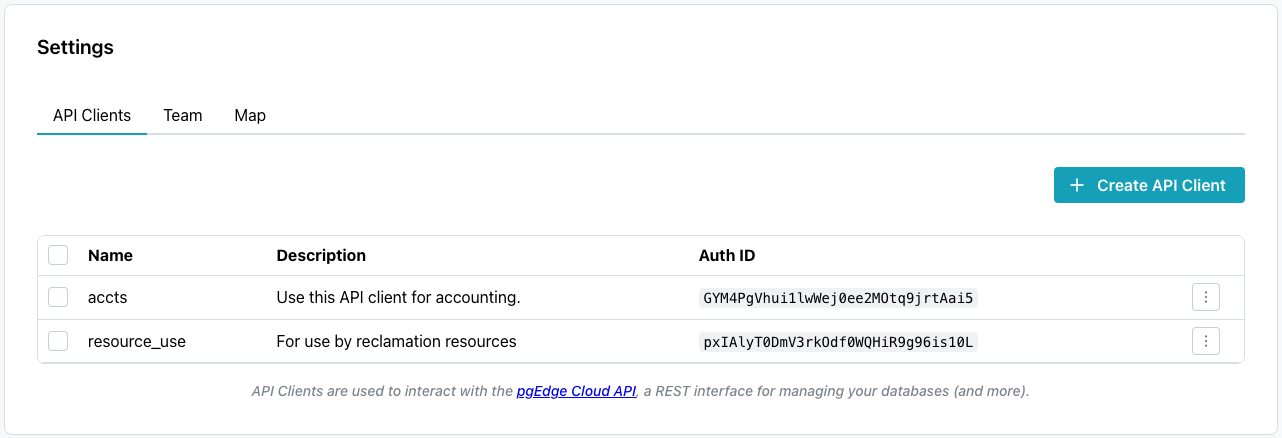 Settings
API Clients Team Map
+ Create API Client
Name Description Auth ID
accts Use this API client for accounting. GYM4PgVhui1lwWej0ee2MOtq9jrtAai5
resource_use For use by reclamation resources pxIAlyT0DmV3rkOdf0WQHiR9g96is10L
API Clients are used to interact with the pgEdge Cloud API, a REST interface for managing your databases (and more).